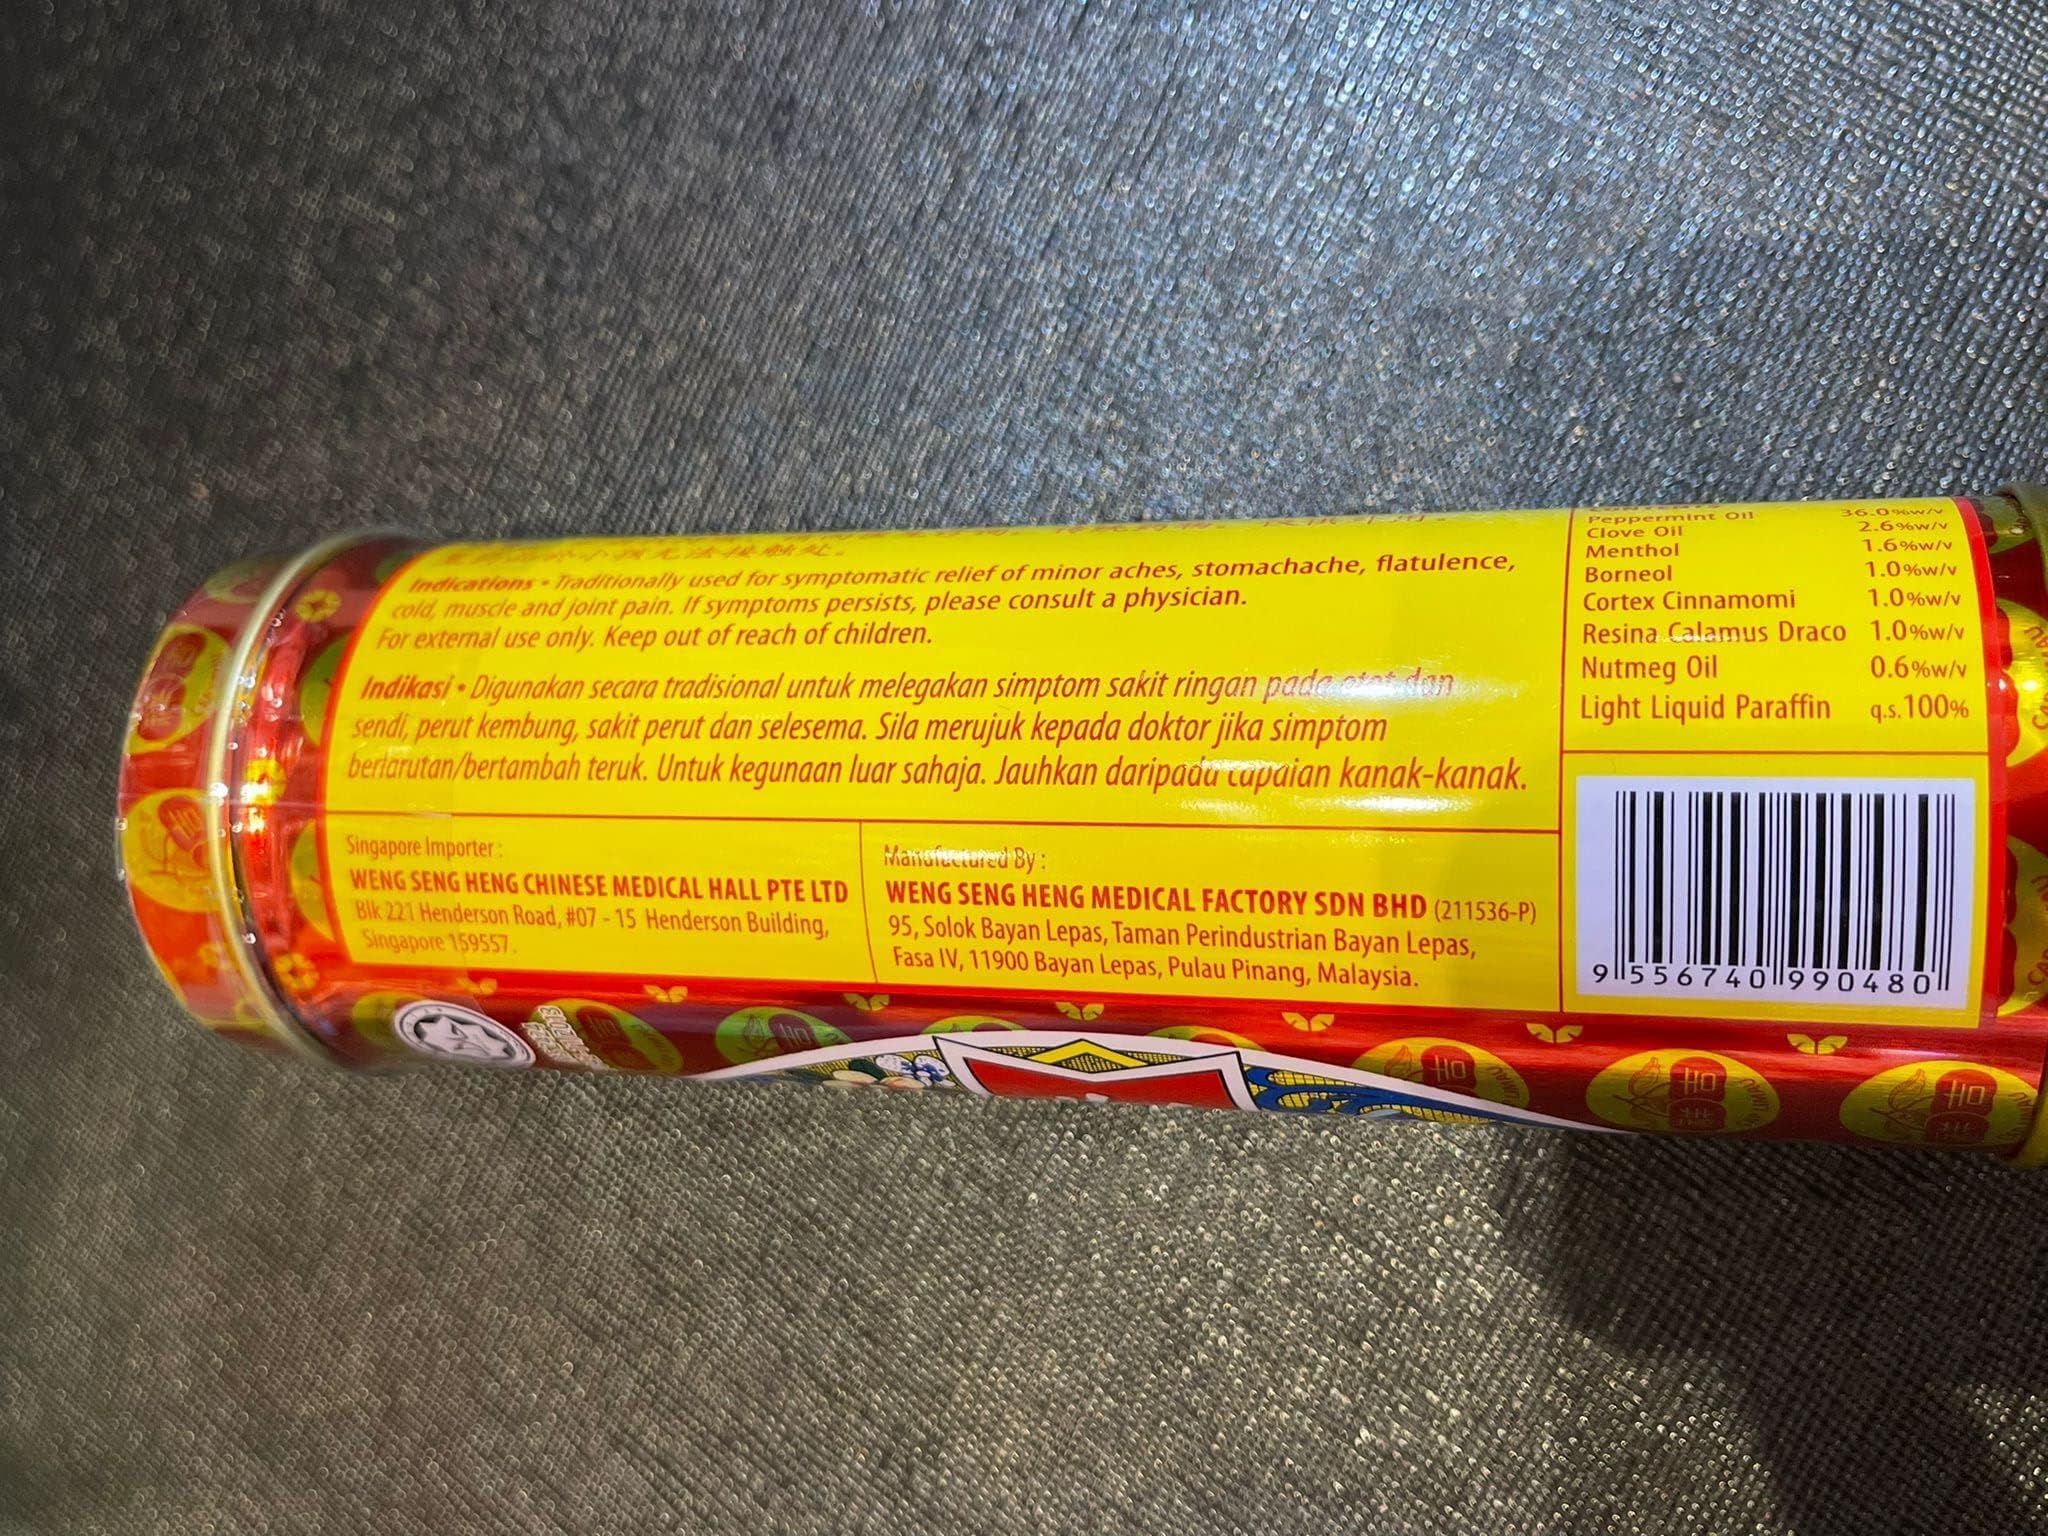 Indications • Traditionally used for symptomatic relief of minor aches, stomachache, flatulence,
cold, muscle and joint pain. If symptoms persists, please consult a physician.
For external use only. Keep out of reach of children.
Indikasi • Digunakan secara tradisional untuk melegakan simptom sakit ringan pada otot dan
sendi, perut kembung, sakit perut dan selesema. Sila merujuk kepada doktor jika simptom
berlarutan/bertambah teruk. Untuk kegunaan luar sahaja. Jauhkan daripada capaian kanak-kanak.
Singapore Importer :
WENG SENG HENG CHINESE MEDICAL HALL PTE LTD
Blk 221 Henderson Road, #07 - 15 Henderson Building,
Singapore 159557.
Manufactured By :
WENG SENG HENG MEDICAL FACTORY SDN BHD (211536-P)
95, Solok Bayan Lepas, Taman Perindustrian Bayan Lepas,
Fasa IV, 11900 Bayan Lepas, Pulau Pinang, Malaysia.
Peppermint Oil 36.0%w/v
Clove Oil 2.6%w/v
Menthol 1.6%w/v
Borneol 1.0%w/v
Cortex Cinnamomi 1.0%w/v
Resina Calamus Draco 1.0%w/v
Nutmeg Oil 0.6%w/v
Light Liquid Paraffin q.s.100%
9 556740 990480